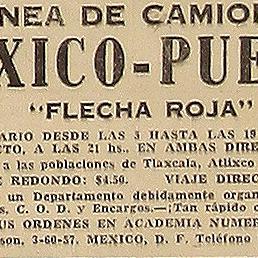 NEA DE CAMION
XICO-PUE
"FLECHA ROJA"
ARIO DESDE LAS 5 HASTA LAS 19
ETO, A LAS 21 hs., EN AMBAS DIRE
a las poblaciones de Tlaxcala, Atlixco
E REDONDO: $4.50. VIAJE DIREC
un Departamento debidamente organ
s, C. O. D. y Encargos.—¡Tan rápido c
US ORDENES EN ACADEMIA NUMER
son, 3-60-57. MEXICO, D. F. Teléfono